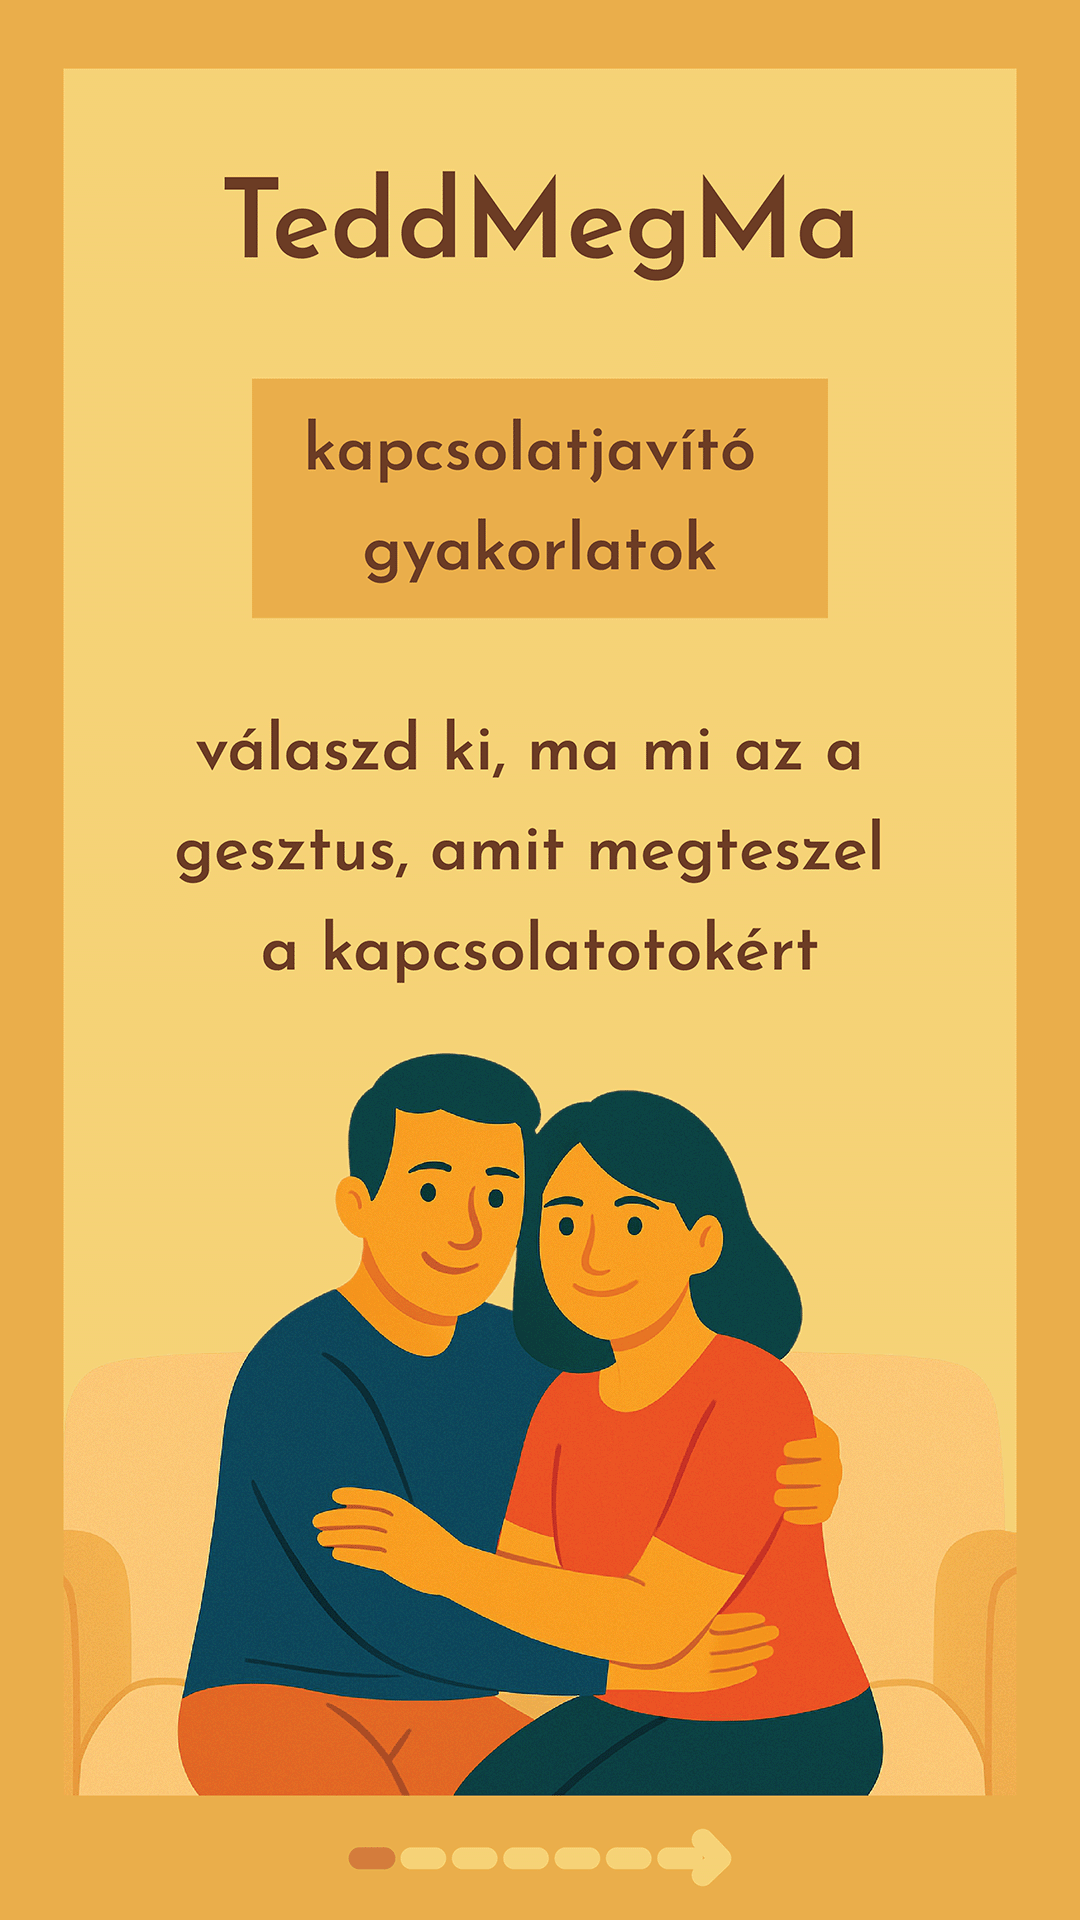 TeddMegMa
kapcsolatjavító
gyakorlatok
válaszd ki, ma mi az a
gesztus, amit megteszel
a kapcsolatotokért